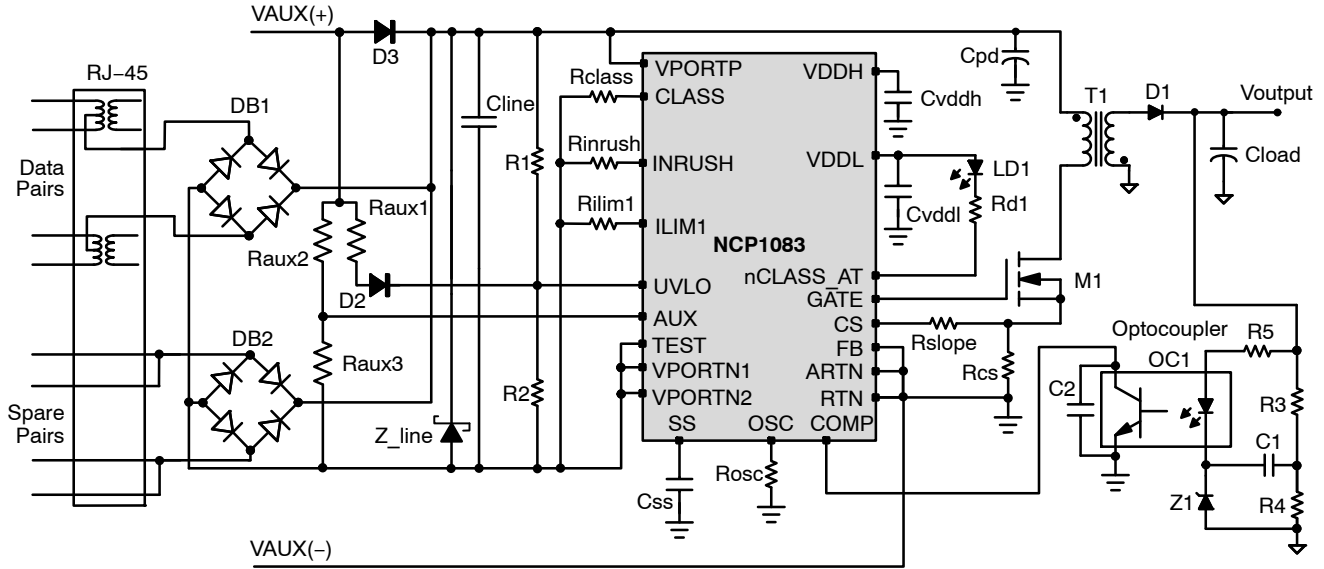 VAUX(+)
D3
RJ−45
DB1
Data
Pairs
Cline
R1
Raux1
Raux2
D2
DB2
Raux3
Spare
Pairs
Z_line
R2
Rclass
Rinrush
Rilim1
VPORTP
CLASS
INRUSH
ILIM1
NCP1083
UVLO
AUX
TEST
VPORTN1
VPORTN2
SS
OSC
COMP
VDDH
VDDL
nCLASS_AT
GATE
CS
FB
ARTN
RTN
Css
Rosc
Cpd
Cvddh
Cvddl
LD1
Rd1
T1
D1
Voutput
Cload
M1
Rslope
Rcs
Optocoupler
OC1
R5
C2
R3
C1
Z1
R4
VAUX(−)